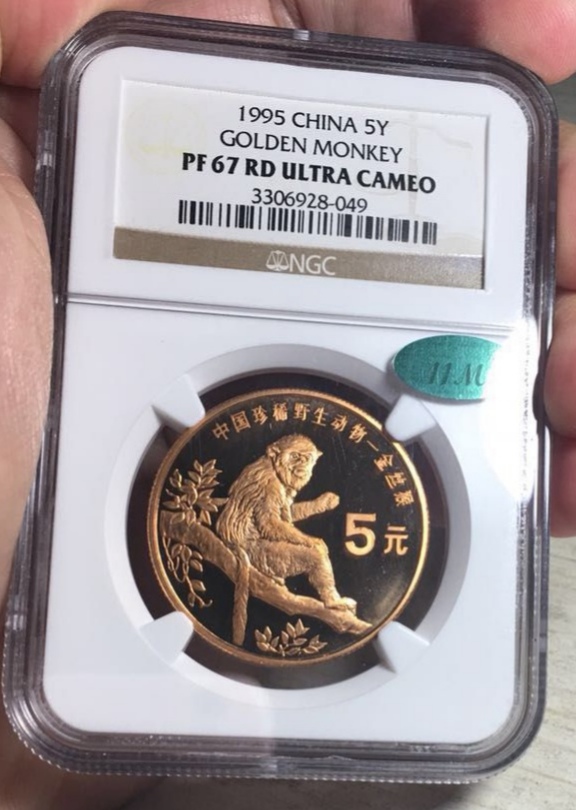 1995 CHINA 5Y
GOLDEN MONKEY
PF 67 RD ULTRA CAMEO
3306928-049
NGC
11M
中国珍稀野生动物—金丝猴
5元